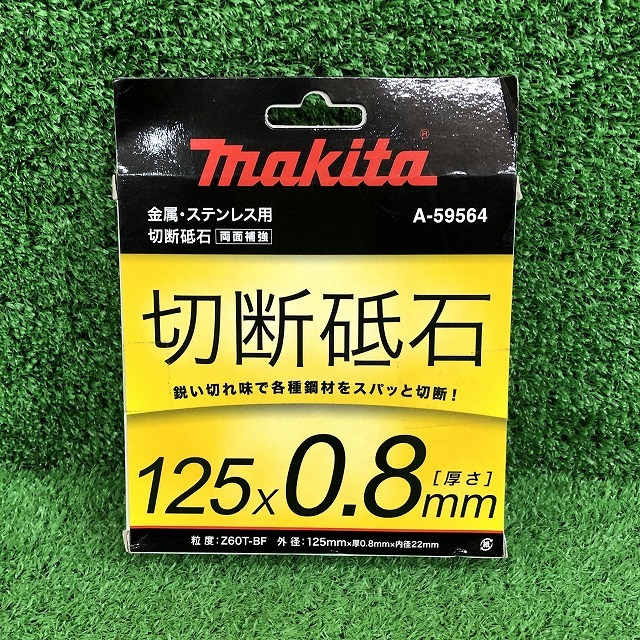 makita®
金属・ステンレス用 A-59564
切断砥石 両面補強
切断砥石
鋭い切れ味で各種鋼材をスパッと切断！
125x0.8mm [厚さ]
粒度：Z60T-BF 外径：125mm×厚0.8mm×内径22mm
紙